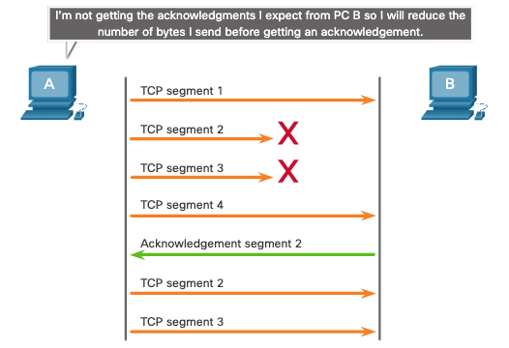 I'm not getting the acknowledgments I expect from PC B so I will reduce the
number of bytes I send before getting an acknowledgement.
A
B
TCP segment 1
TCP segment 2
X
TCP segment 3
X
TCP segment 4
Acknowledgement segment 2
TCP segment 2
TCP segment 3